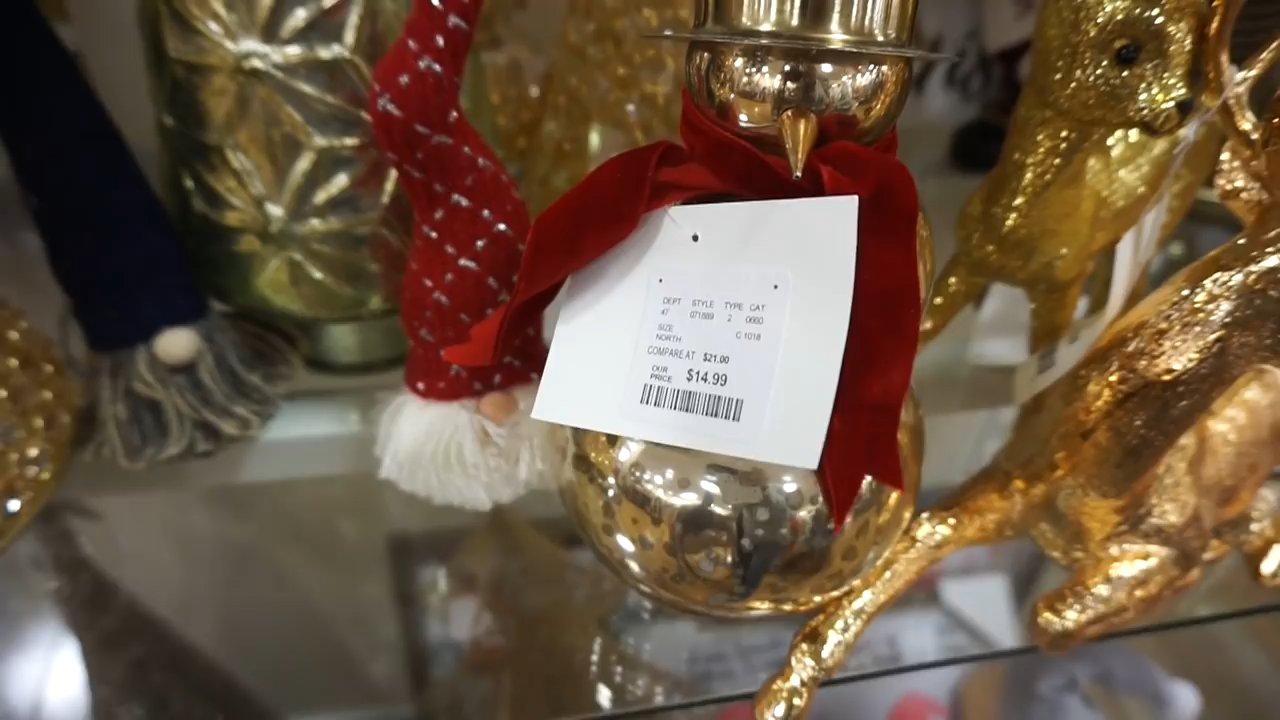 DEPT STYLE TYPE CAT
47 071889 2 0660
SIZE C 1018
NORTH
COMPARE AT $21.00
OUR PRICE $14.99